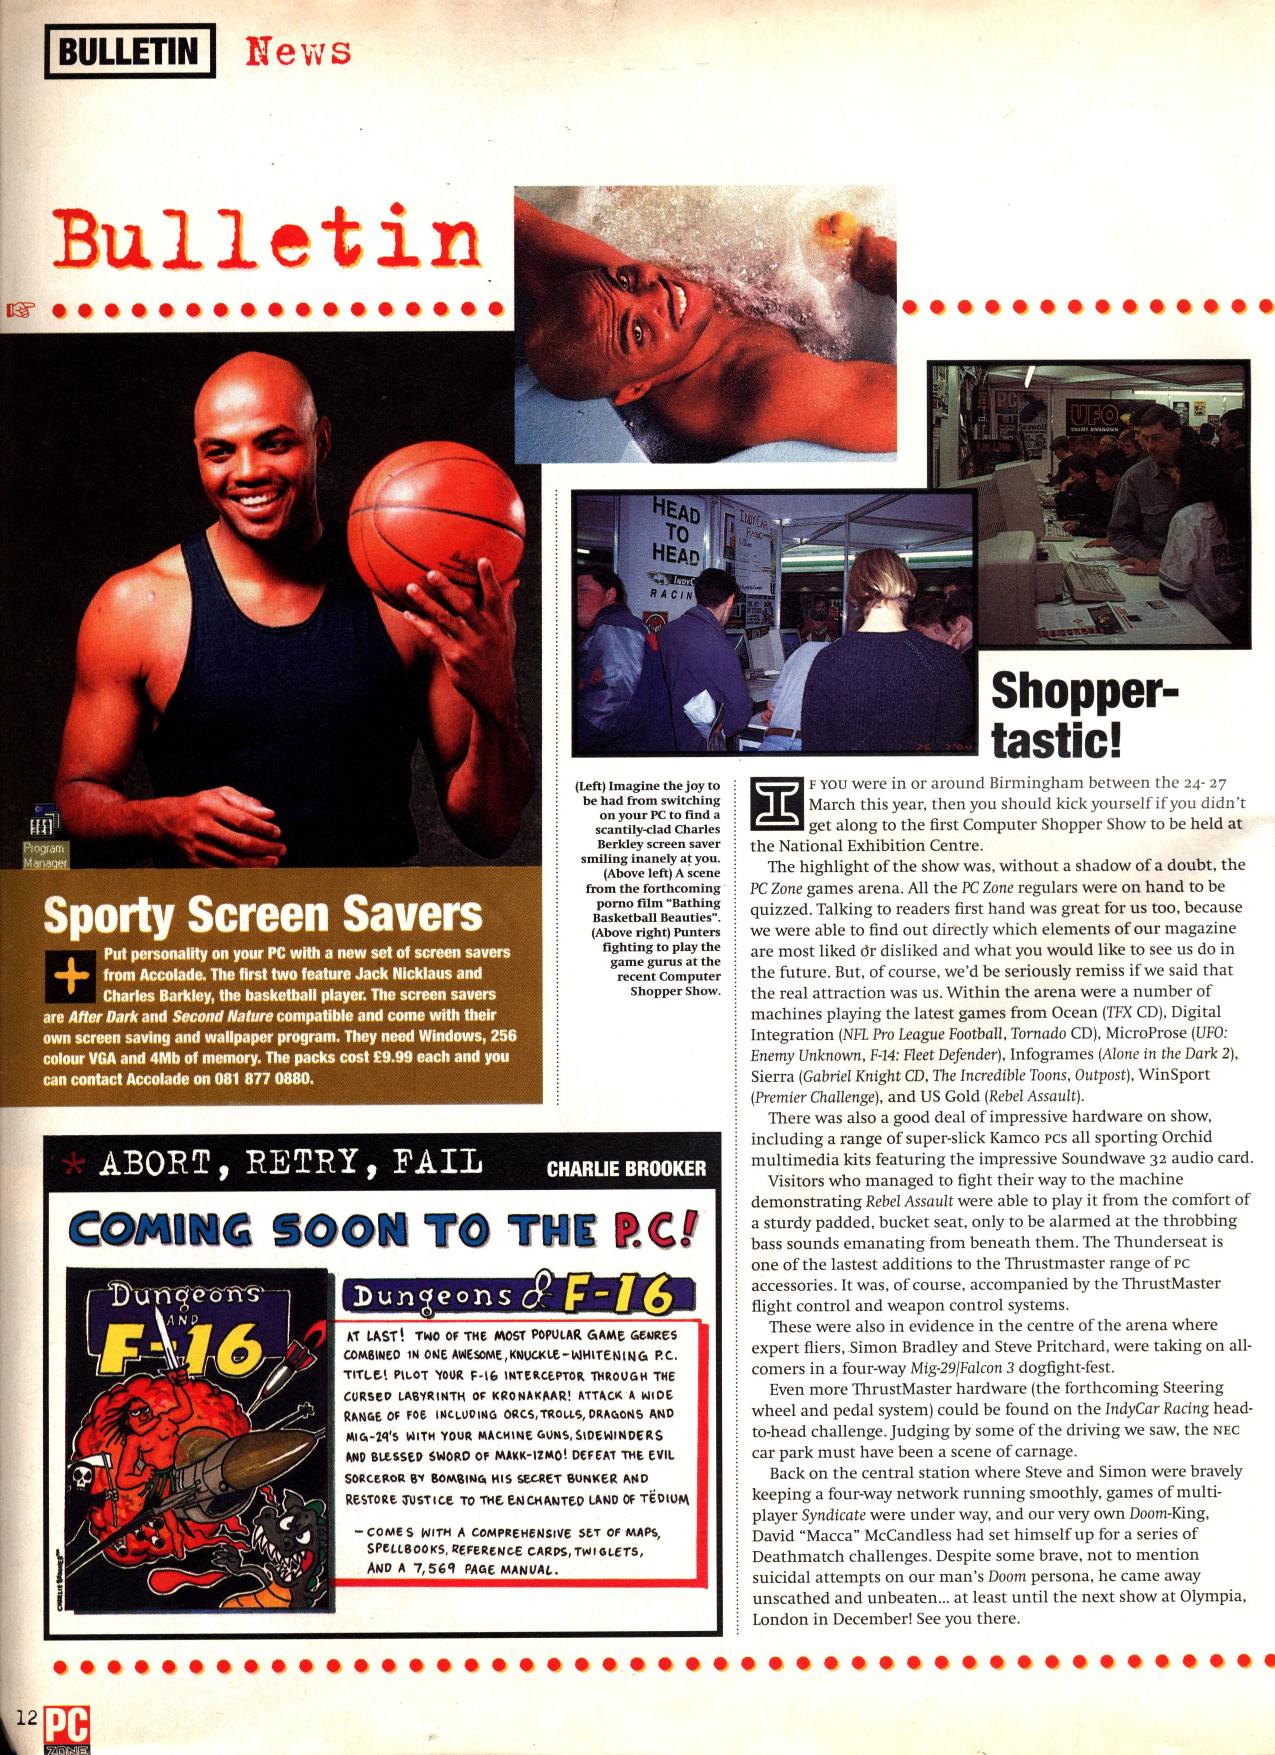 BULLETIN News
Bulletin
Program
Manager
UFO
ENEMY UNKNOWN
PC
HEAD
TO
HEAD
INDYCAR
RACING
Sporty Screen Savers
Put personality on your PC with a new set of screen savers
from Accolade. The first two feature Jack Nicklaus and
Charles Barkley, the basketball player. The screen savers
are After Dark and Second Nature compatible and come with their
own screen saving and wallpaper program. They need Windows, 256
colour VGA and 4Mb of memory. The packs cost £9.99 each and you
can contact Accolade on 081 877 0880.
(Left) Imagine the joy to
be had from switching
on your PC to find a
scantily-clad Charles
Berkley screen saver
smiling inanely at you.
(Above left) A scene
from the forthcoming
porno film “Bathing
Basketball Beauties”.
(Above right) Punters
fighting to play the
game gurus at the
recent Computer
Shopper Show.
* ABORT, RETRY, FAIL CHARLIE BROOKER
COMING SOON TO THE P.C!
Dungeons
AND
F-16
CHARLIE BROOKER
Dungeons & F-16
AT LAST! TWO OF THE MOST POPULAR GAME GENRES
COMBINED IN ONE AWESOME, KNUCKLE-WHITENING P.C.
TITLE! PILOT YOUR F-16 INTERCEPTOR THROUGH THE
CURSED LABYRINTH OF KRONAKAAR! ATTACK A WIDE
RANGE OF FOE INCLUDING ORCS, TROLLS, DRAGONS AND
MIG-29'S WITH YOUR MACHINE GUNS, SIDEWINDERS
AND BLESSED SWORD OF MAKK-IZMO! DEFEAT THE EVIL
SORCEROR BY BOMBING HIS SECRET BUNKER AND
RESTORE JUSTICE TO THE ENCHANTED LAND OF TËDIUM
- COMES WITH A COMPREHENSIVE SET OF MAPS,
SPELLBOOKS, REFERENCE CARDS, TWIGLETS,
AND A 7,569 PAGE MANUAL.
Shopper-
tastic!
IF YOU were in or around Birmingham between the 24- 27
March this year, then you should kick yourself if you didn't
get along to the first Computer Shopper Show to be held at
the National Exhibition Centre.
The highlight of the show was, without a shadow of a doubt, the
PC Zone games arena. All the PC Zone regulars were on hand to be
quizzed. Talking to readers first hand was great for us too, because
we were able to find out directly which elements of our magazine
are most liked or disliked and what you would like to see us do in
the future. But, of course, we'd be seriously remiss if we said that
the real attraction was us. Within the arena were a number of
machines playing the latest games from Ocean (TFX CD), Digital
Integration (NFL Pro League Football, Tornado CD), MicroProse (UFO:
Enemy Unknown, F-14: Fleet Defender), Infogrames (Alone in the Dark 2),
Sierra (Gabriel Knight CD, The Incredible Toons, Outpost), WinSport
(Premier Challenge), and US Gold (Rebel Assault).
There was also a good deal of impressive hardware on show,
including a range of super-slick Kamco PCs all sporting Orchid
multimedia kits featuring the impressive Soundwave 32 audio card.
Visitors who managed to fight their way to the machine
demonstrating Rebel Assault were able to play it from the comfort of
a sturdy padded, bucket seat, only to be alarmed at the throbbing
bass sounds emanating from beneath them. The Thunderseat is
one of the lastest additions to the Thrustmaster range of PC
accessories. It was, of course, accompanied by the ThrustMaster
flight control and weapon control systems.
These were also in evidence in the centre of the arena where
expert fliers, Simon Bradley and Steve Pritchard, were taking on all-
comers in a four-way Mig-29/Falcon 3 dogfight-fest.
Even more ThrustMaster hardware (the forthcoming Steering
wheel and pedal system) could be found on the IndyCar Racing head-
to-head challenge. Judging by some of the driving we saw, the NEC
car park must have been a scene of carnage.
Back on the central station where Steve and Simon were bravely
keeping a four-way network running smoothly, games of multi-
player Syndicate were under way, and our very own Doom-King,
David “Macca” McCandless had set himself up for a series of
Deathmatch challenges. Despite some brave, not to mention
suicidal attempts on our man's Doom persona, he came away
unscathed and unbeaten... at least until the next show at Olympia,
London in December! See you there.
12 PC
ZONE